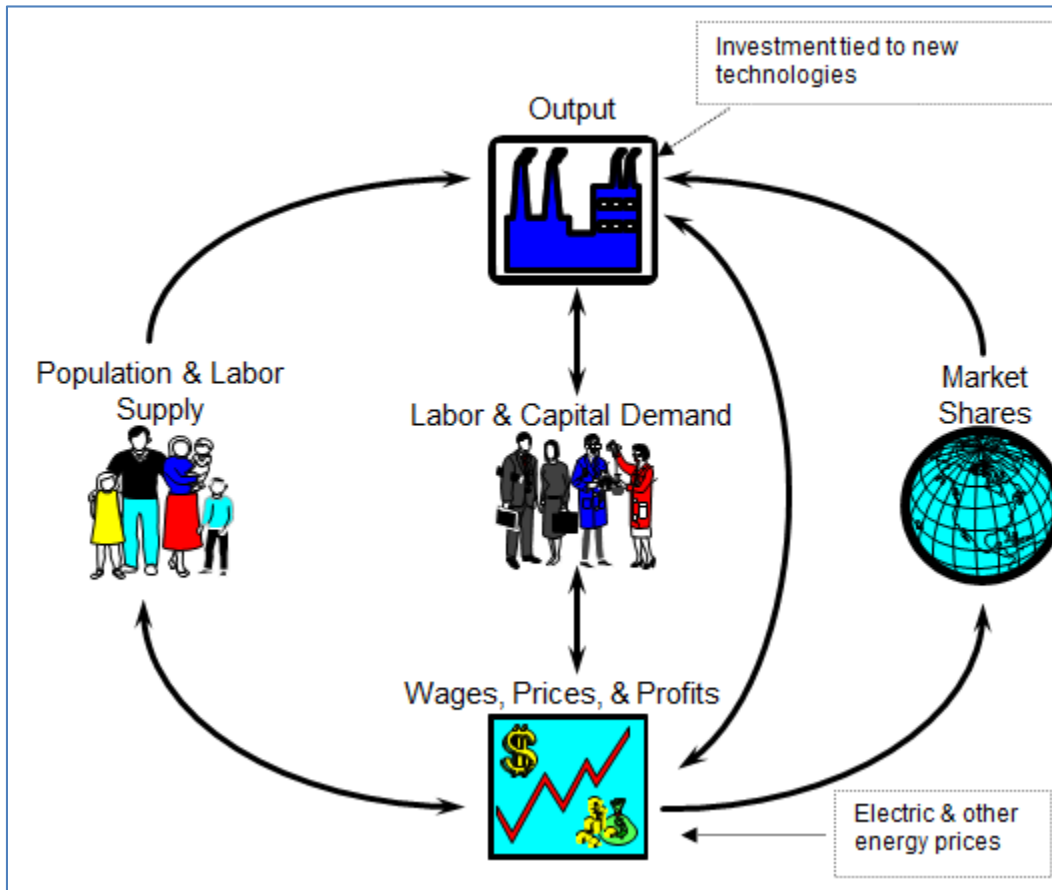 Investment tied to new
technologies
Output
Population & Labor
Supply
Labor & Capital Demand
Market
Shares
Wages, Prices, & Profits
$
$
Electric & other
energy prices